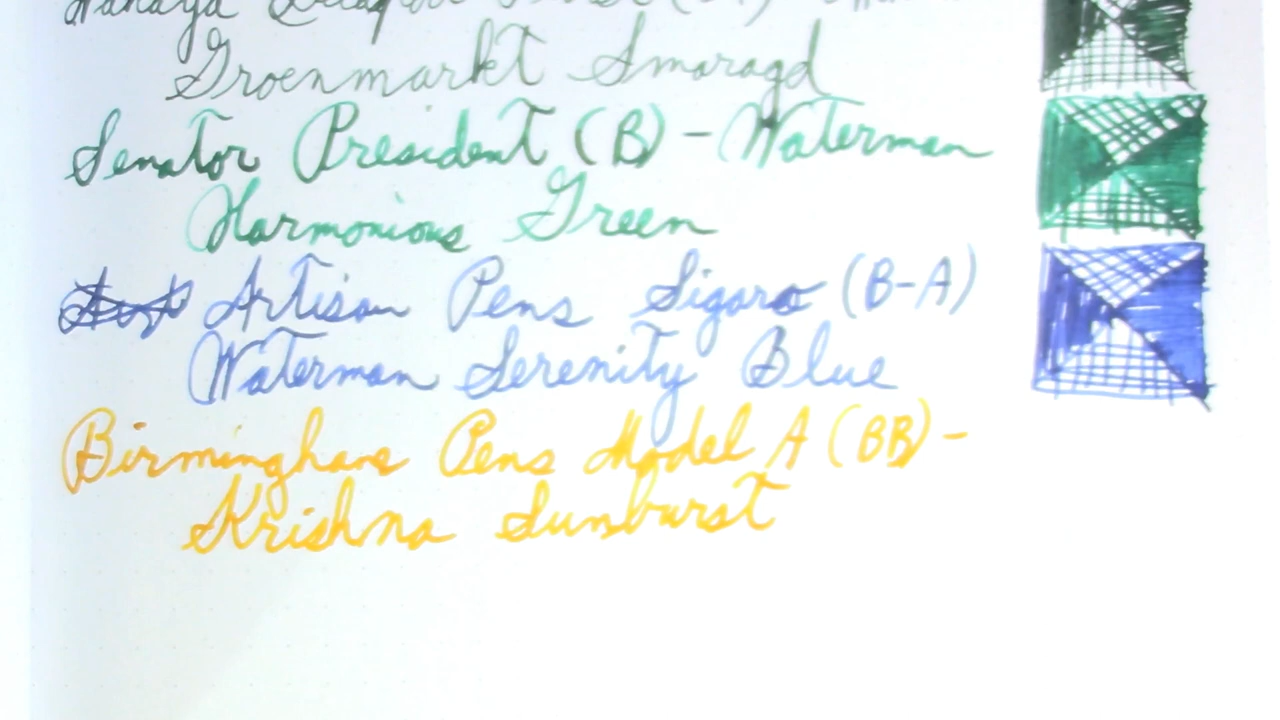 Groenmarkt Smaragd
Senator President (B) - Waterman
Harmonious Green
Artisan Pens Sigaro (B-A)
Waterman Serenity Blue
Birmingham Pens Model A (BB) -
Krishna Sunburst